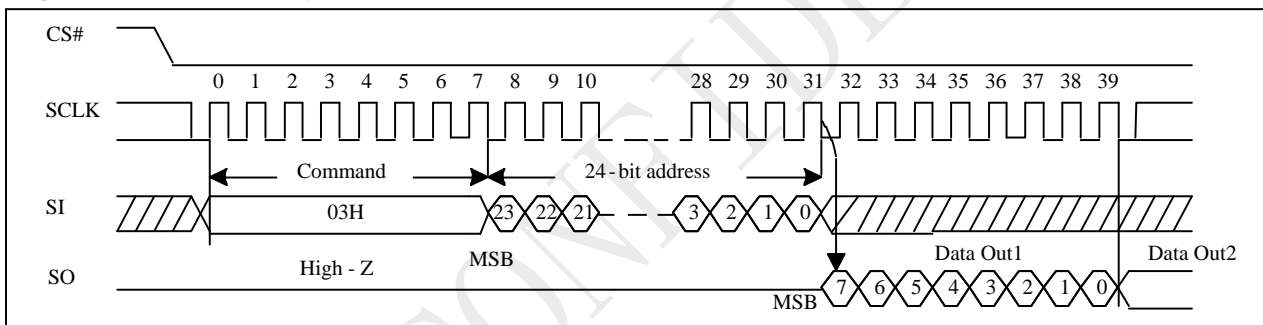 CS#
0 1 2 3 4 5 6 7 8 9 10 28 29 30 31 32 33 34 35 36 37 38 39
SCLK
Command 24-bit address
SI 03H 23 22 21 3 2 1 0
High - Z MSB Data Out1 Data Out2
SO MSB 7 6 5 4 3 2 1 0